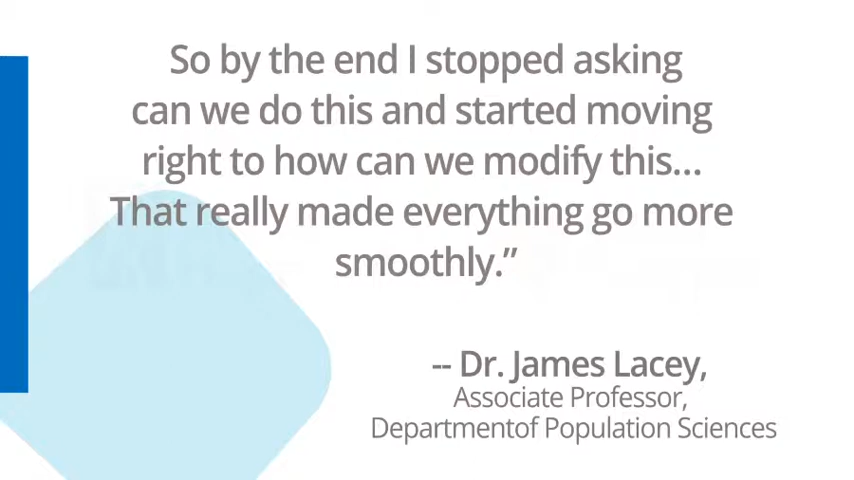 So by the end I stopped asking
can we do this and started moving
right to how can we modify this...
That really made everything go more
smoothly.”
-- Dr. James Lacey,
Associate Professor,
Departmentof Population Sciences